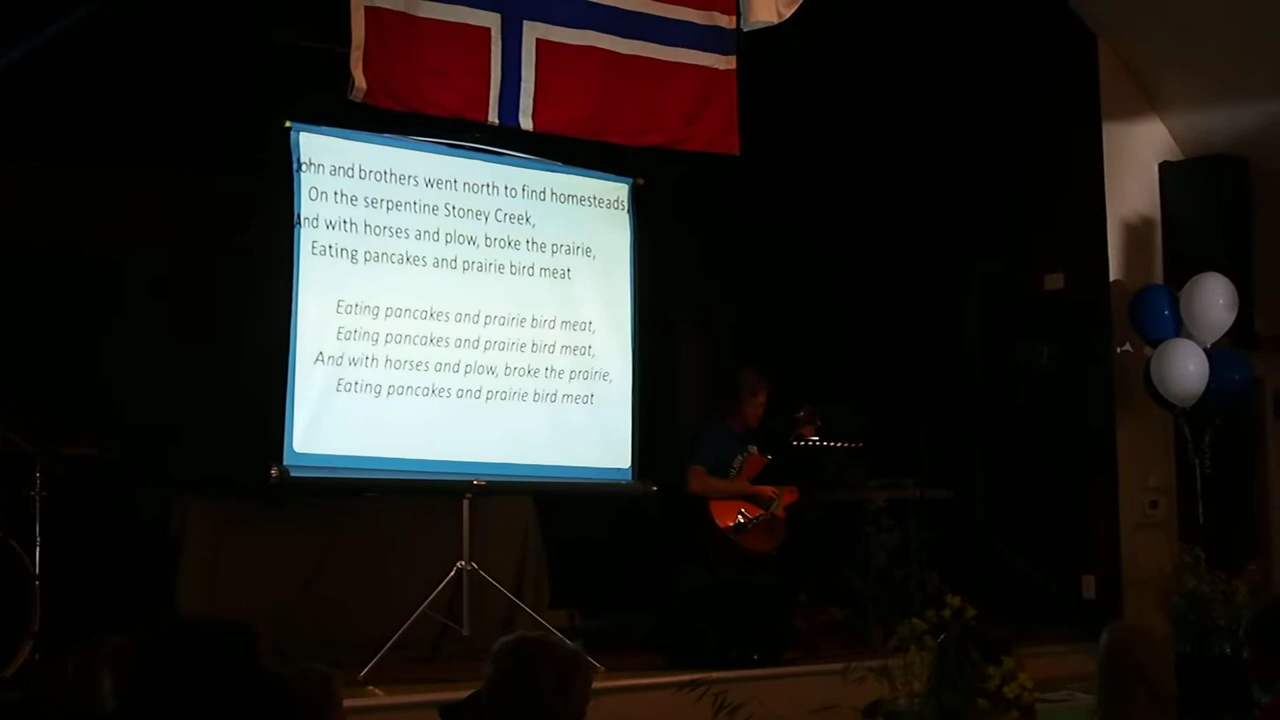 John and brothers went north to find homesteads,
On the serpentine Stoney Creek,
And with horses and plow, broke the prairie,
Eating pancakes and prairie bird meat
Eating pancakes and prairie bird meat,
Eating pancakes and prairie bird meat,
And with horses and plow, broke the prairie,
Eating pancakes and prairie bird meat